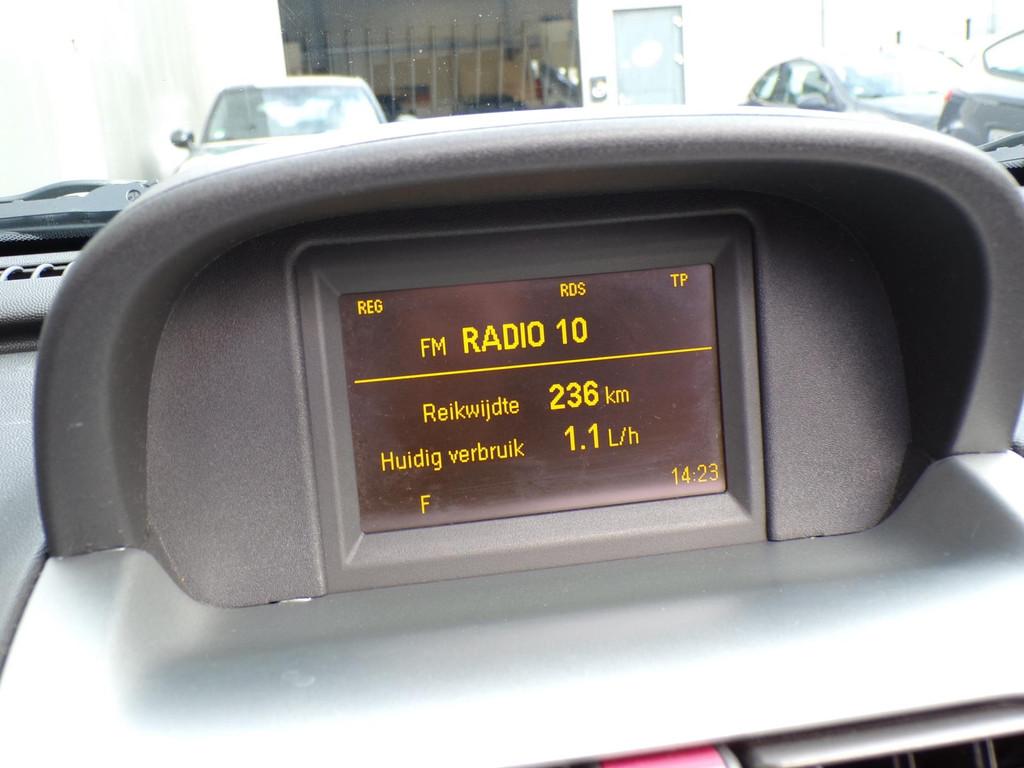 REG RDS TP
FM RADIO 10
Reikwijdte 236 km
Huidig verbruik 1.1 L/h
F 14:23